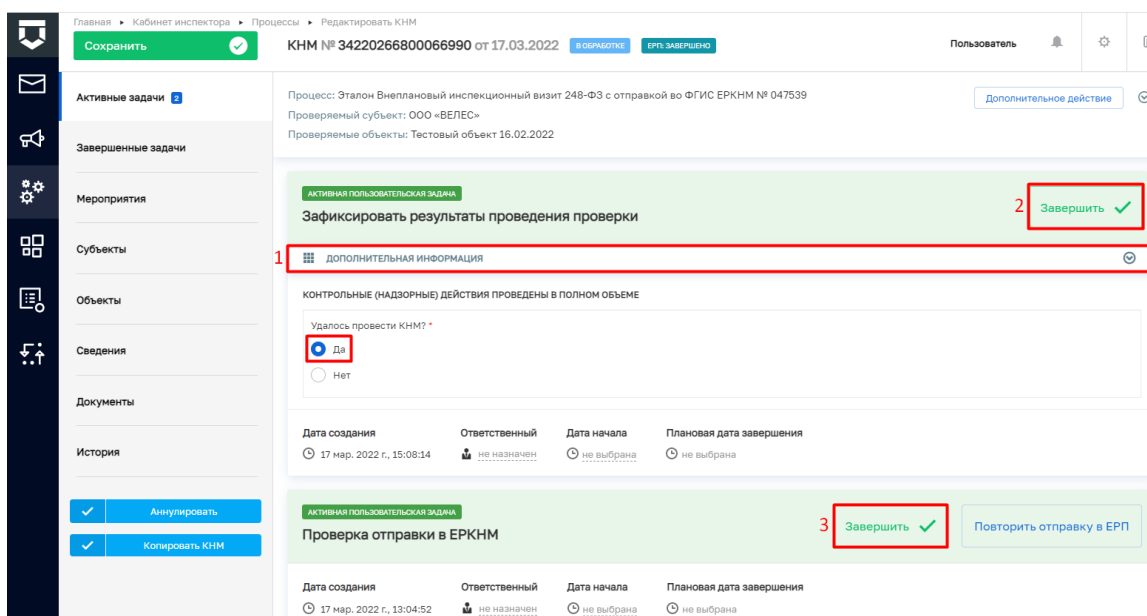 Главная ▸ Кабинет инспектора ▸ Процессы ▸ Редактировать КНМ
Сохранить
КНМ № 34220266800066990 от 17.03.2022 В ОБРАБОТКЕ ЕРП: ЗАВЕРШЕНО
Пользователь
Активные задачи 2
Завершенные задачи
Мероприятия
Субъекты
Объекты
Сведения
Документы
История
Аннулировать
Копировать КНМ
Процесс: Эталон Внеплановый инспекционный визит 248-ФЗ с отправкой во ФГИС ЕРКНМ № 047539
Дополнительное действие
Проверяемый субъект: ООО «ВЕЛЕС»
Проверяемые объекты: Тестовый объект 16.02.2022
АКТИВНАЯ ПОЛЬЗОВАТЕЛЬСКАЯ ЗАДАЧА
Зафиксировать результаты проведения проверки
2 Завершить
1 ДОПОЛНИТЕЛЬНАЯ ИНФОРМАЦИЯ
КОНТРОЛЬНЫЕ (НАДЗОРНЫЕ) ДЕЙСТВИЯ ПРОВЕДЕНЫ В ПОЛНОМ ОБЪЕМЕ
Удалось провести КНМ? *
Да
Нет
Дата создания Ответственный Дата начала Плановая дата завершения
17 мар. 2022 г., 15:08:14 не назначен не выбрана не выбрана
АКТИВНАЯ ПОЛЬЗОВАТЕЛЬСКАЯ ЗАДАЧА
Проверка отправки в ЕРКНМ
3 Завершить Повторить отправку в ЕРП
Дата создания Ответственный Дата начала Плановая дата завершения
17 мар. 2022 г., 13:04:52 не назначен не выбрана не выбрана